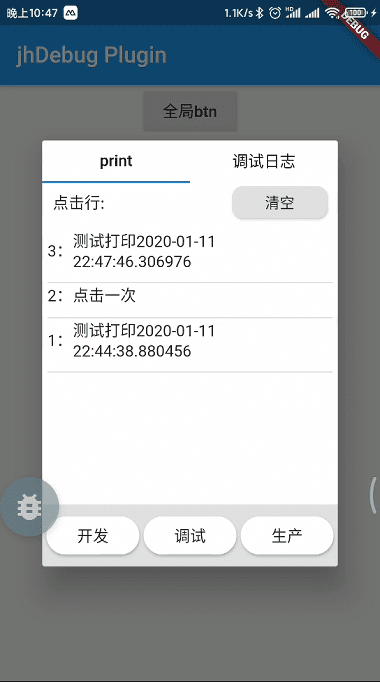 晚上10:47
1.1K/s
HD
100
DEBUG
jhDebug Plugin
全局btn
print
调试日志
点击行:
清空
3：
测试打印2020-01-11
22:47:46.306976
2：点击一次
1：
测试打印2020-01-11
22:44:38.880456
开发
调试
生产